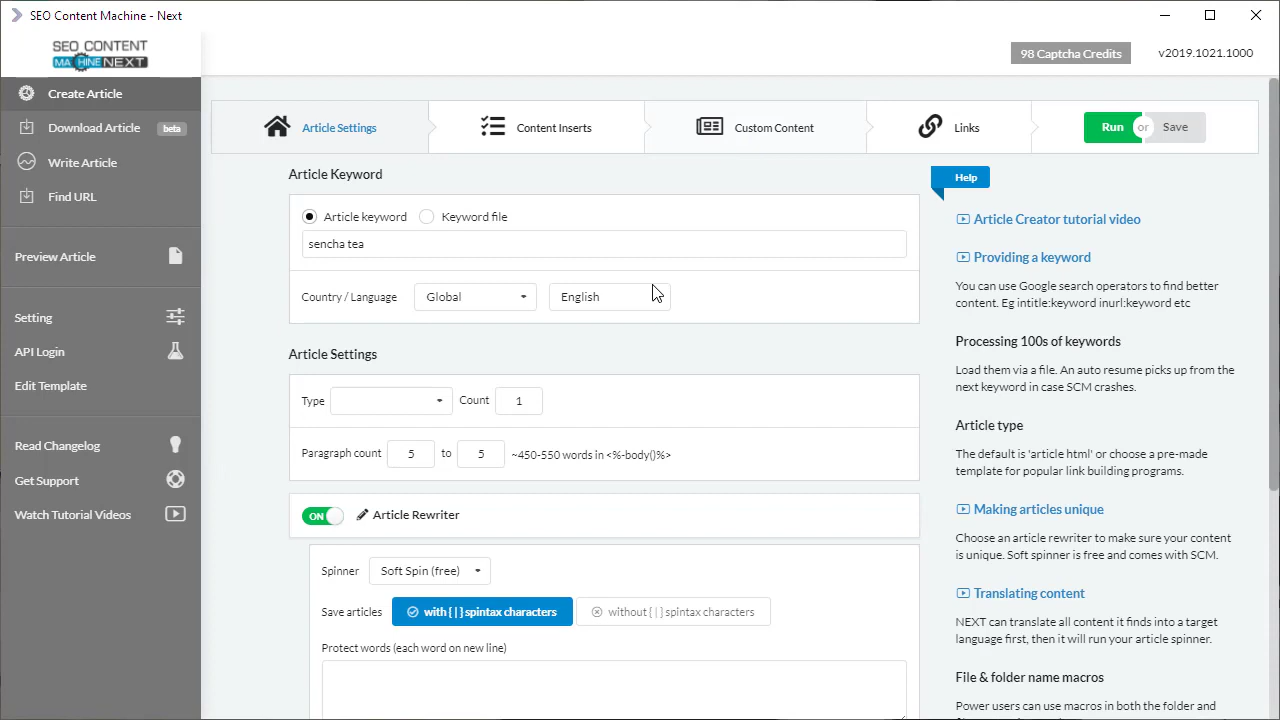 SEO Content Machine - Next
SEO CONTENT
MACHINE NEXT
98 Captcha Credits
v2019.1021.1000
Create Article
Download Article beta
Write Article
Find URL
Preview Article
Setting
API Login
Edit Template
Read Changelog
Get Support
Watch Tutorial Videos
Article Settings
Content Inserts
Custom Content
Links
Run or Save
Article Keyword
Article keyword
Keyword file
sencha tea
Country / Language Global English
Article Settings
Type Count 1
Paragraph count 5 to 5 ~450-550 words in <%-body()%>
ON Article Rewriter
Spinner Soft Spin (free)
Save articles with [ | ] spintax characters without [ | ] spintax characters
Protect words (each word on new line)
Help
Article Creator tutorial video
Providing a keyword
You can use Google search operators to find better
content. Eg intitle:keyword inurl:keyword etc
Processing 100s of keywords
Load them via a file. An auto resume picks up from the
next keyword in case SCM crashes.
Article type
The default is 'article html' or choose a pre-made
template for popular link building programs.
Making articles unique
Choose an article rewriter to make sure your content
is unique. Soft spinner is free and comes with SCM.
Translating content
NEXT can translate all content it finds into a target
language first, then it will run your article spinner.
File & folder name macros
Power users can use macros in both the folder and